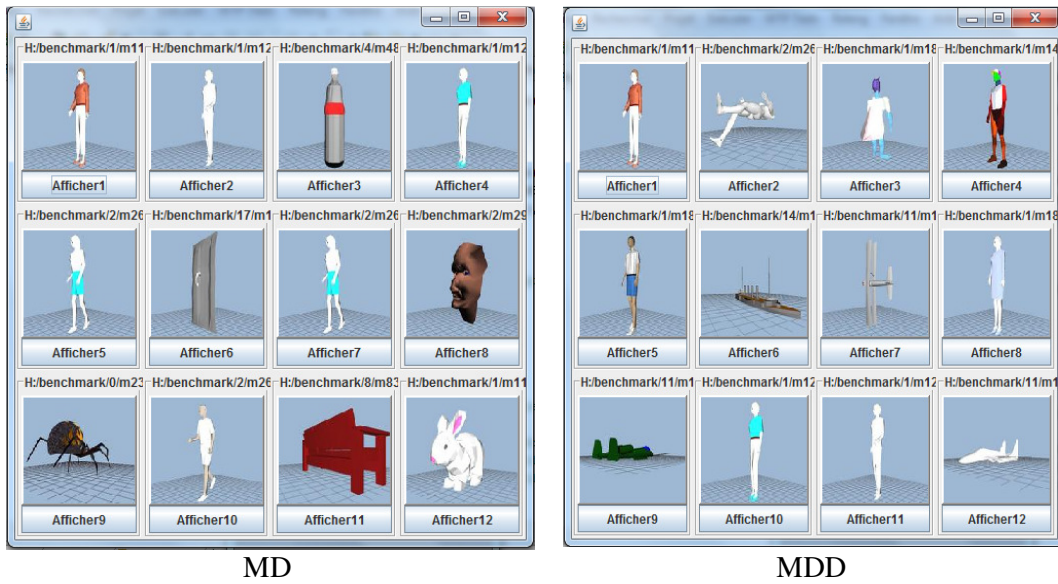 H:/benchmark/1/m11 H:/benchmark/1/m12 H:/benchmark/4/m48 H:/benchmark/1/m12
Afficher1 Afficher2 Afficher3 Afficher4
H:/benchmark/2/m26 H:/benchmark/17/m1 H:/benchmark/2/m26 H:/benchmark/2/m29
Afficher5 Afficher6 Afficher7 Afficher8
H:/benchmark/0/m23 H:/benchmark/2/m26 H:/benchmark/8/m83 H:/benchmark/1/m11
Afficher9 Afficher10 Afficher11 Afficher12
MD
H:/benchmark/1/m11 H:/benchmark/2/m26 H:/benchmark/1/m18 H:/benchmark/1/m14
Afficher1 Afficher2 Afficher3 Afficher4
H:/benchmark/1/m18 H:/benchmark/14/m1 H:/benchmark/11/m1 H:/benchmark/1/m18
Afficher5 Afficher6 Afficher7 Afficher8
H:/benchmark/11/m1 H:/benchmark/1/m12 H:/benchmark/1/m12 H:/benchmark/11/m1
Afficher9 Afficher10 Afficher11 Afficher12
MDD